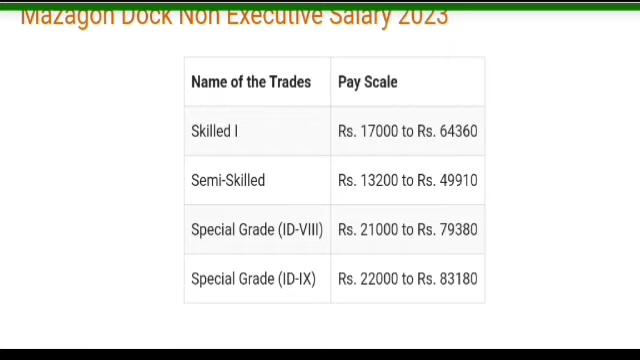 Mazagon Dock Non Executive Salary 2023
Name of the Trades Pay Scale
Skilled I Rs. 17000 to Rs. 64360
Semi-Skilled Rs. 13200 to Rs. 49910
Special Grade (ID-VIII) Rs. 21000 to Rs. 79380
Special Grade (ID-IX) Rs. 22000 to Rs. 83180